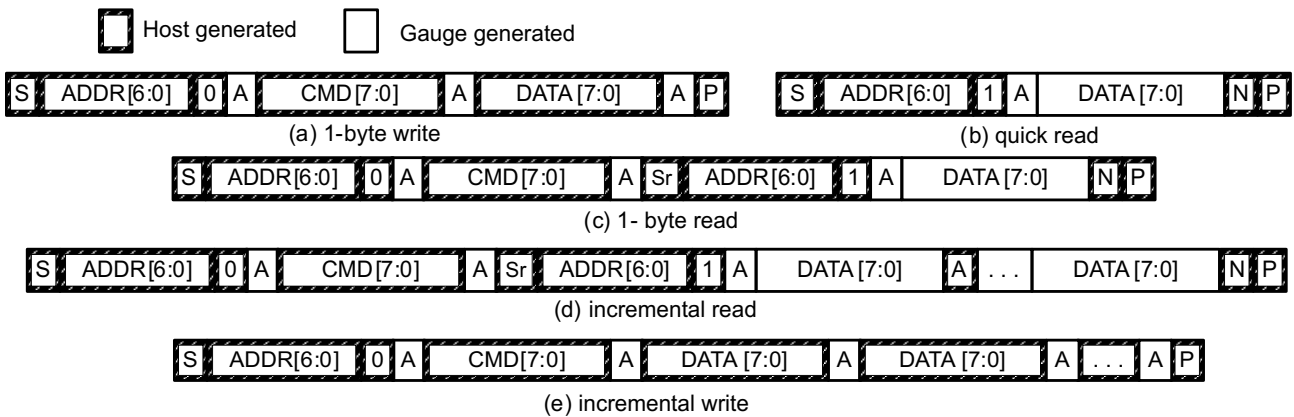 Host generated Gauge generated
S ADDR[6:0] 0 A CMD[7:0] A DATA[7:0] A P S ADDR[6:0] 1 A DATA[7:0] N P
(a) 1-byte write (b) quick read
S ADDR[6:0] 0 A CMD[7:0] A Sr ADDR[6:0] 1 A DATA[7:0] N P
(c) 1- byte read
S ADDR[6:0] 0 A CMD[7:0] A Sr ADDR[6:0] 1 A DATA[7:0] A . . . DATA[7:0] N P
(d) incremental read
S ADDR[6:0] 0 A CMD[7:0] A DATA[7:0] A DATA[7:0] A . . . A P
(e) incremental write